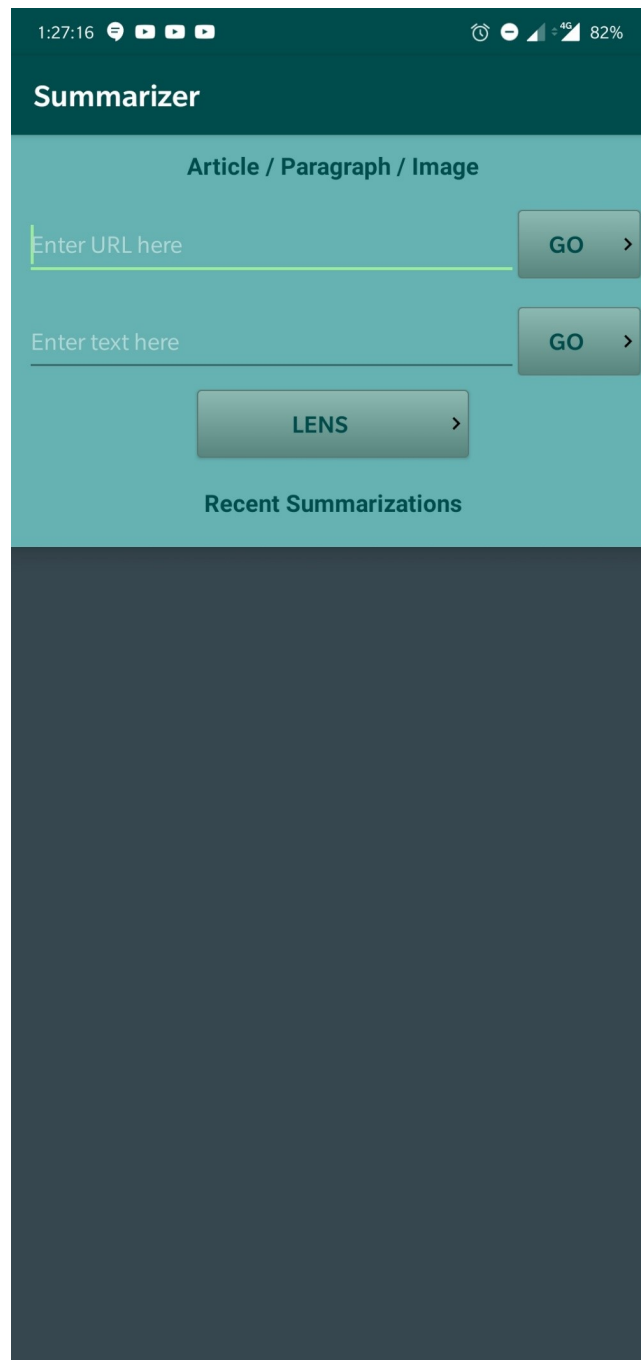 1:27:16 4G 82%
Summarizer
Article / Paragraph / Image
Enter URL here GO
Enter text here GO
LENS
Recent Summarizations